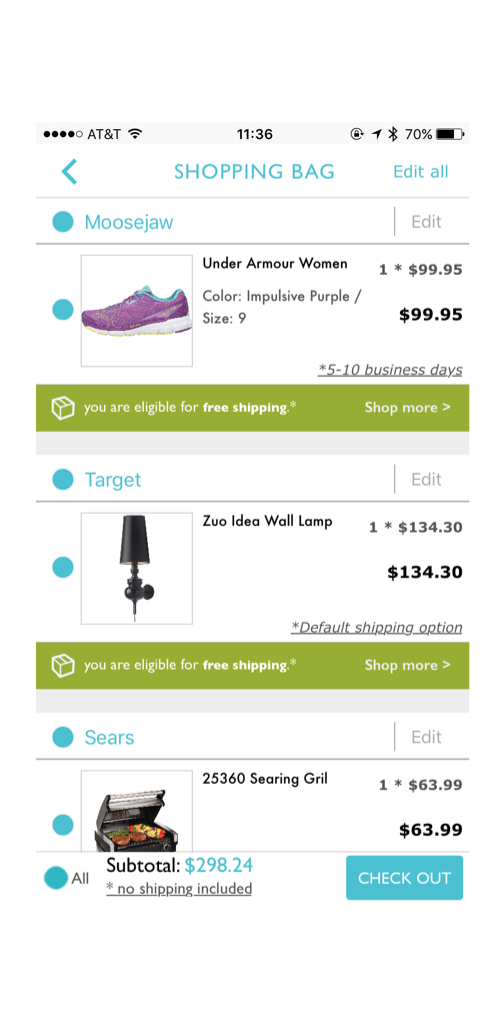 AT&T 11:36 70%
SHOPPING BAG Edit all
Moosejaw Edit
Under Armour Women 1 * $99.95
Color: Impulsive Purple /
Size: 9
$99.95
*5-10 business days
you are eligible for free shipping.* Shop more >
Target Edit
Zuo Idea Wall Lamp 1 * $134.30
$134.30
*Default shipping option
you are eligible for free shipping.* Shop more >
Sears Edit
25360 Searing Gril 1 * $63.99
$63.99
All Subtotal: $298.24
* no shipping included
CHECK OUT